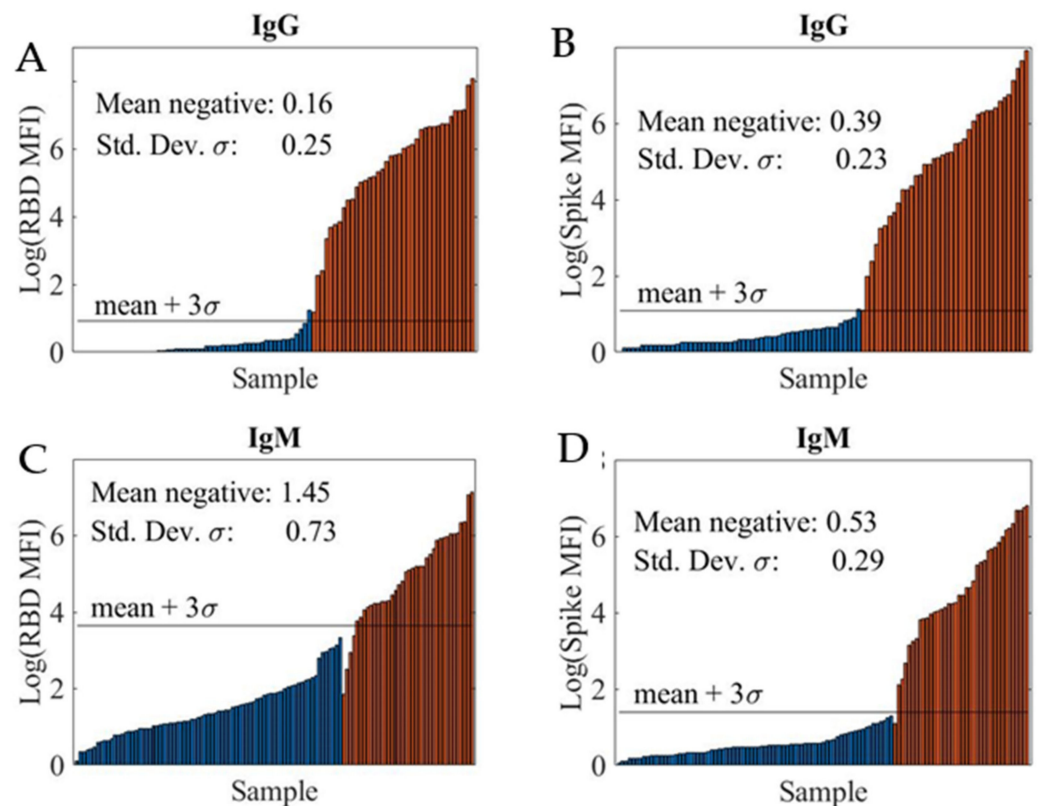 A
IgG
Log(RBD MFI)
6
4
2
0
Mean negative: 0.16
Std. Dev. σ: 0.25
mean + 3σ
Sample
B
IgG
Log(Spike MFI)
6
4
2
0
Mean negative: 0.39
Std. Dev. σ: 0.23
mean + 3σ
Sample
C
IgM
Log(RBD MFI)
6
4
2
0
Mean negative: 1.45
Std. Dev. σ: 0.73
mean + 3σ
Sample
D
IgM
Log(Spike MFI)
6
4
2
0
Mean negative: 0.53
Std. Dev. σ: 0.29
mean + 3σ
Sample